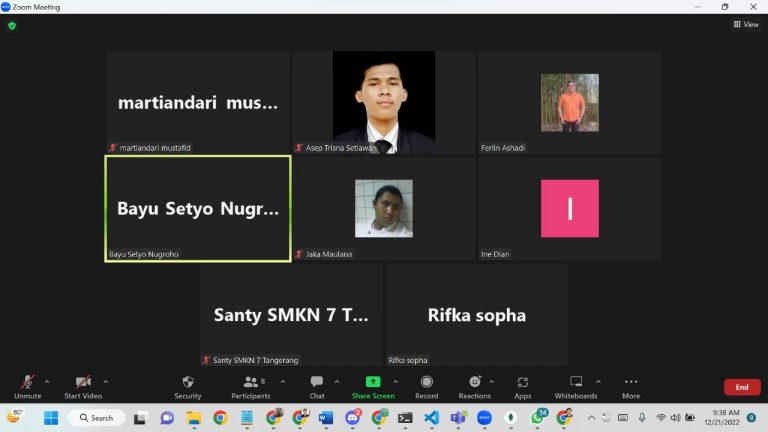 Zoom Meeting
View
martiandari mus...
martiandari mustafid
Asep Trisna Setiawan
Ferlin Ashadi
Bayu Setyo Nugr...
Bayu Setyo Nugroho
Jaka Maulana
I
Ine Dian
Santy SMKN 7 T...
Santy SMKN 7 Tangerang
Rifka sopha
Rifka sopha
Unmute
Start Video
Security
8
Participants
Chat
Share Screen
Record
Reactions
Apps
Whiteboards
More
End
80°
Search
2
34
9:38 AM
12/21/2022
8